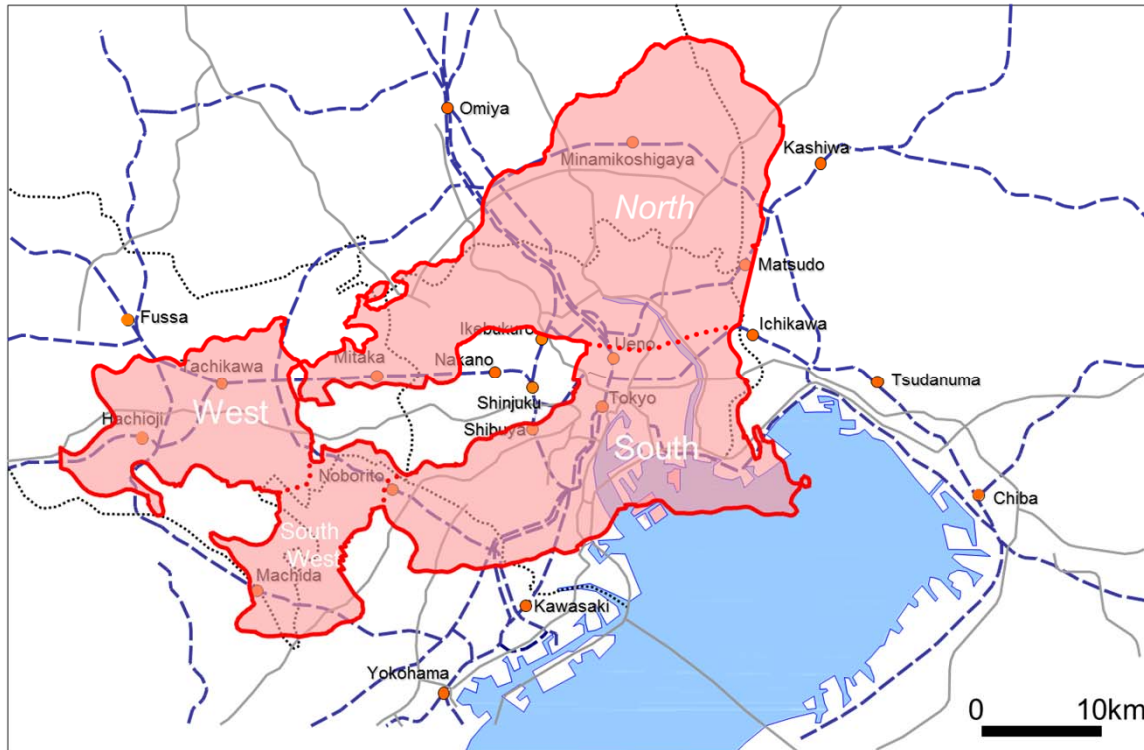 Omiya
Minamikoshigaya
Kashiwa
North
Matsudo
Fussa
Ikebukuro
Ueno
Ichikawa
Tachikawa
Mitaka
Nakano
Tsudanuma
West
Shinjuku
Hachioji
Tokyo
Shibuya
South
Noborito
Chiba
South
West
Machida
Kawasaki
Yokohama
0 10km